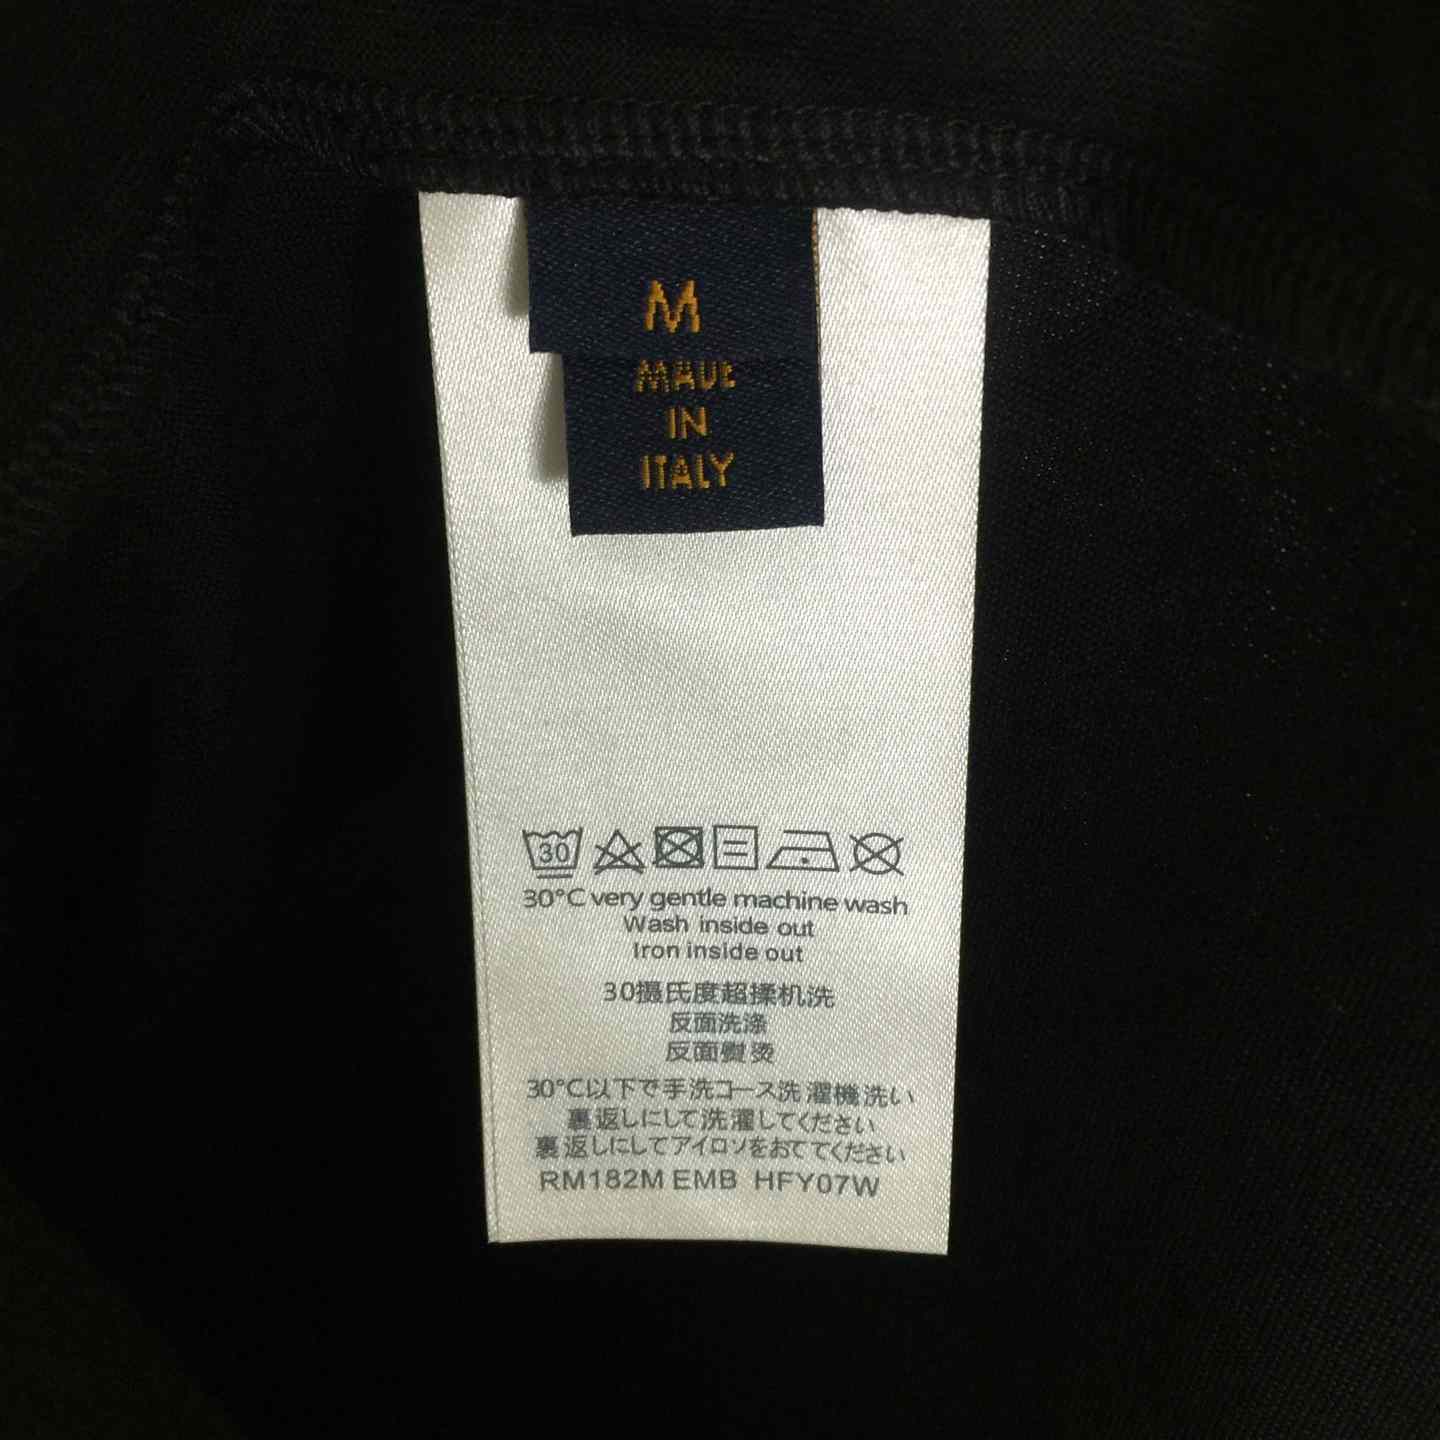 M
MADE
IN
ITALY
30
30°C very gentle machine wash
Wash inside out
Iron inside out
30摄氏度超揉机洗
反面洗涤
反面熨烫
30°C以下で手洗コース洗濯機洗い
裏返しにして洗濯してください
裏返しにしてアイロソをおててください
RM182M EMB HFY07W